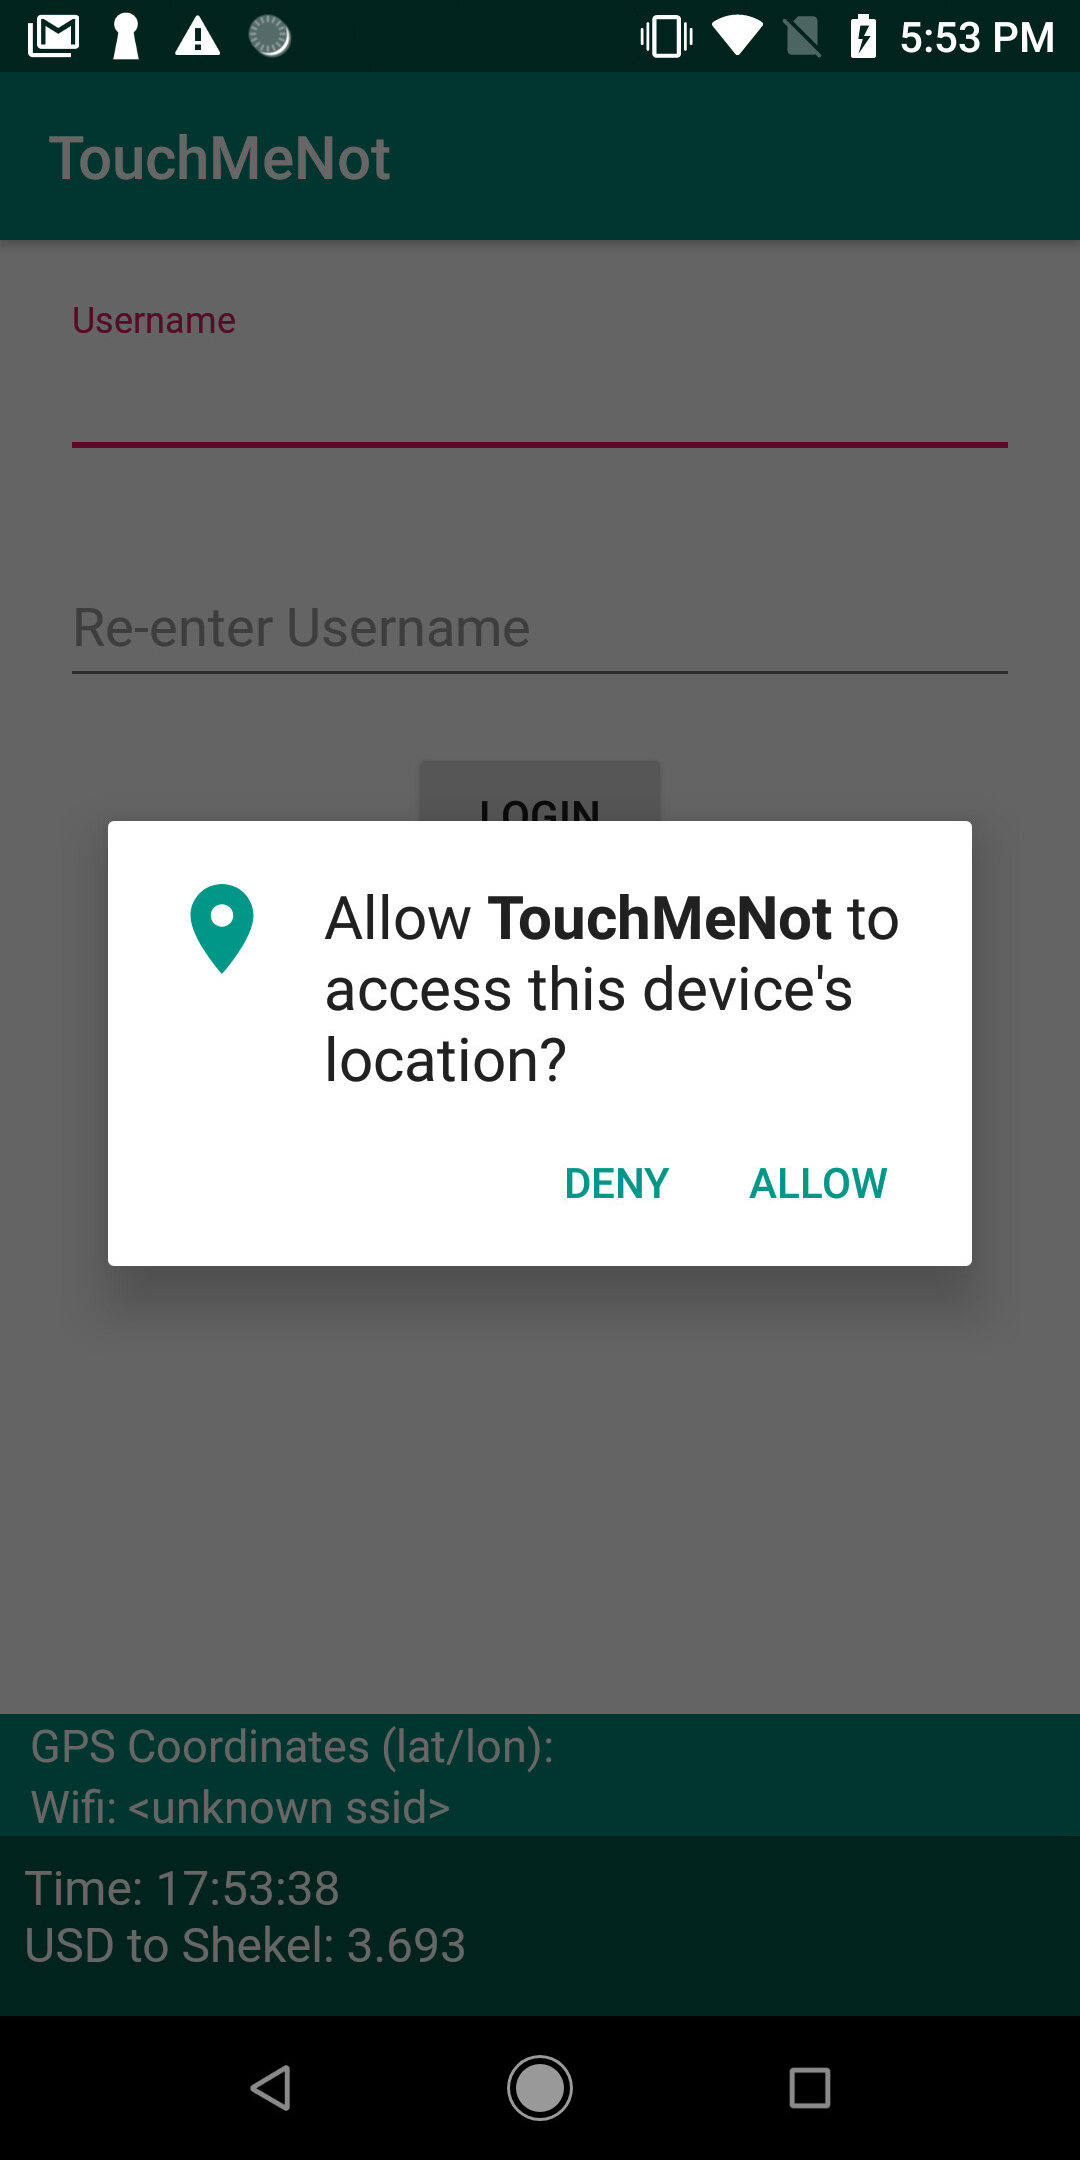 5:53 PM
TouchMeNot
Username
Re-enter Username
LOGIN
Allow TouchMeNot to
access this device's
location?
DENY ALLOW
GPS Coordinates (lat/lon):
Wifi: <unknown ssid>
Time: 17:53:38
USD to Shekel: 3.693